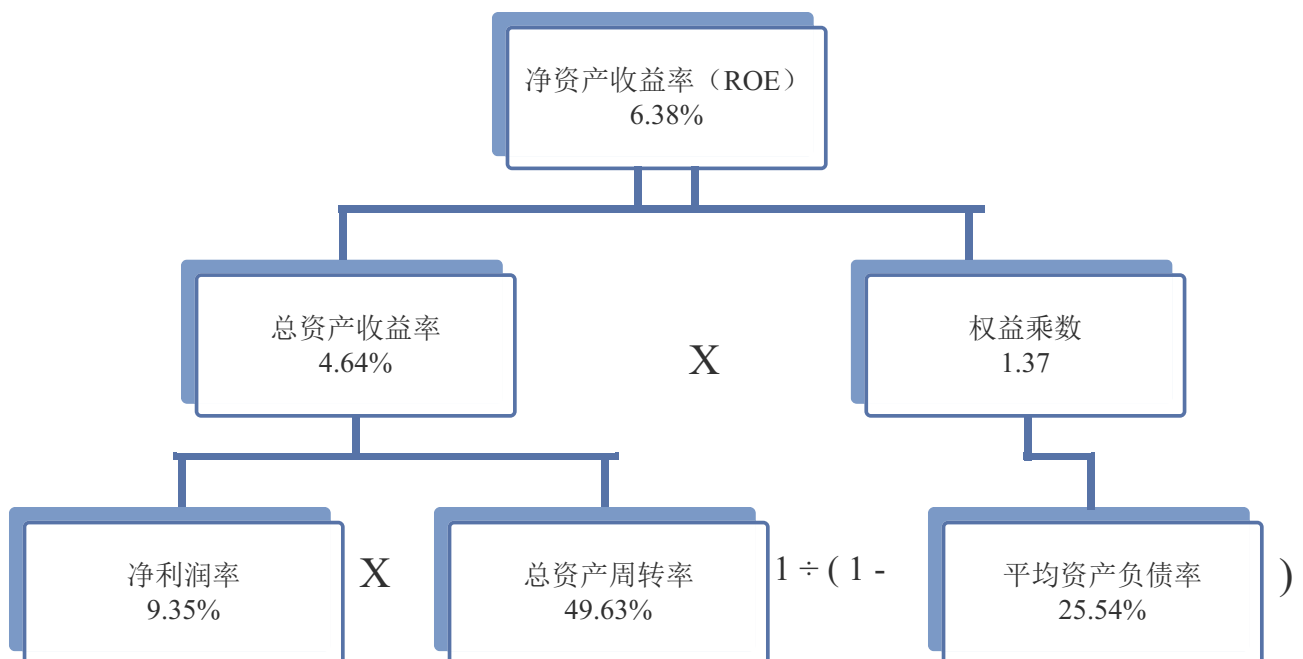 净资产收益率（ROE）
6.38%
总资产收益率
4.64%
X
权益乘数
1.37
净利润率
9.35%
X
总资产周转率
49.63%
1 ÷ ( 1 -
平均资产负债率
25.54%
)